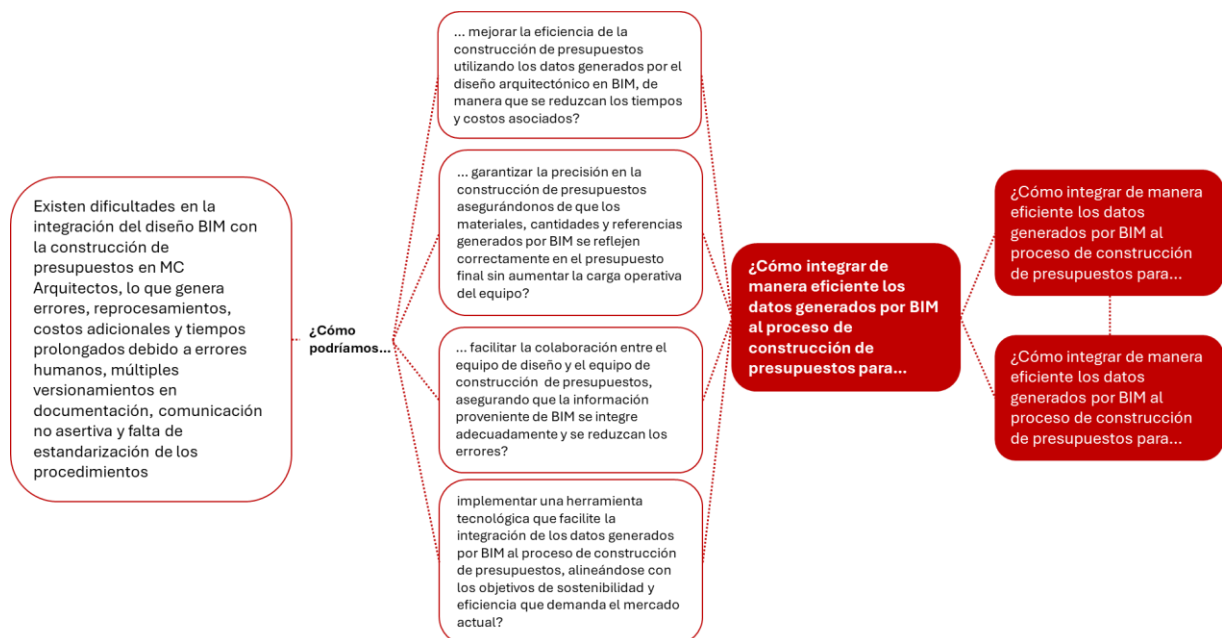 Existen dificultades en la
integración del diseño BIM con
la construcción de
presupuestos en MC
Arquitectos, lo que genera
errores, reprocesamientos,
costos adicionales y tiempos
prolongados debido a errores
humanos, múltiples
versionamientos en
documentación, comunicación
no asertiva y falta de
estandarización de los
procedimientos
¿Cómo
podríamos...
... mejorar la eficiencia de la
construcción de presupuestos
utilizando los datos generados por el
diseño arquitectónico en BIM, de
manera que se reduzcan los tiempos
y costos asociados?
... garantizar la precisión en la
construcción de presupuestos
asegurándonos de que los
materiales, cantidades y referencias
generados por BIM se reflejen
correctamente en el presupuesto
final sin aumentar la carga operativa
del equipo?
... facilitar la colaboración entre el
equipo de diseño y el equipo de
construcción de presupuestos,
asegurando que la información
proveniente de BIM se integre
adecuadamente y se reduzcan los
errores?
implementar una herramienta
tecnológica que facilite la
integración de los datos generados
por BIM al proceso de construcción
de presupuestos, alineándose con
los objetivos de sostenibilidad y
eficiencia que demanda el mercado
actual?
¿Cómo integrar de
manera eficiente los
datos generados por BIM
al proceso de
construcción de
presupuestos para...
¿Cómo integrar de manera
eficiente los datos
generados por BIM al
proceso de construcción
de presupuestos para...
¿Cómo integrar de manera
eficiente los datos
generados por BIM al
proceso de construcción
de presupuestos para...